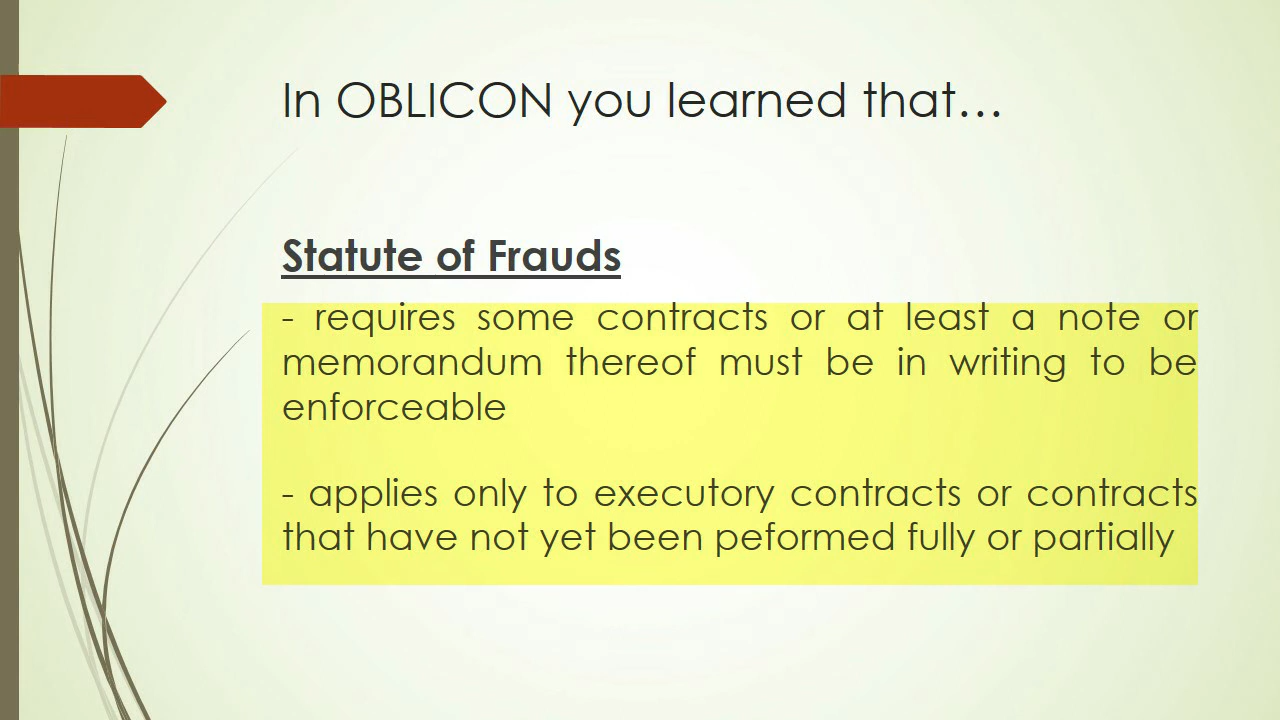 In OBLICON you learned that…
Statute of Frauds
- requires some contracts or at least a note or
memorandum thereof must be in writing to be
enforceable
- applies only to executory contracts or contracts
that have not yet been peformed fully or partially